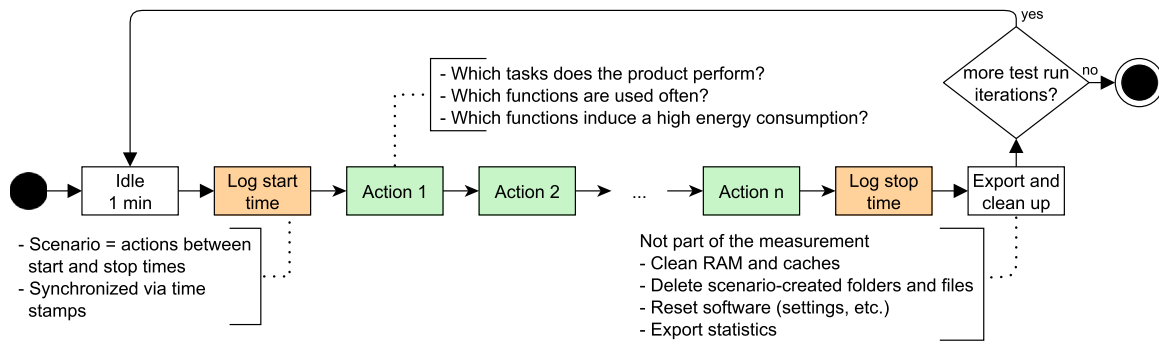 yes
more test run
iterations?
no
- Which tasks does the product perform?
- Which functions are used often?
- Which functions induce a high energy consumption?
Idle
1 min
Log start
time
Action 1
Action 2
...
Action n
Log stop
time
Export and
clean up
- Scenario = actions between
start and stop times
- Synchronized via time
stamps
Not part of the measurement
- Clean RAM and caches
- Delete scenario-created folders and files
- Reset software (settings, etc.)
- Export statistics